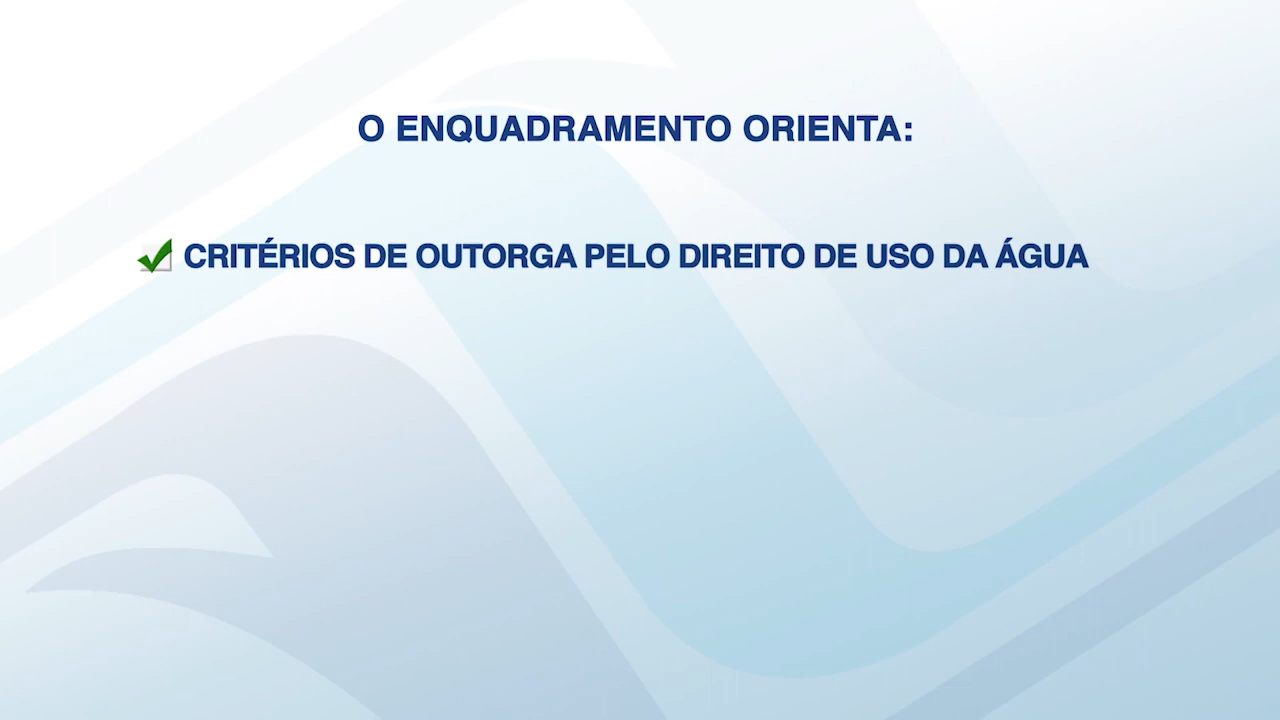 O ENQUADRAMENTO ORIENTA:
CRITÉRIOS DE OUTORGA PELO DIREITO DE USO DA ÁGUA